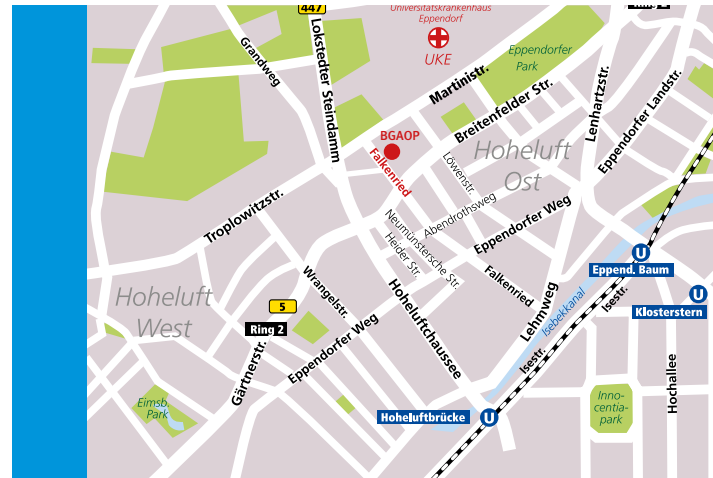 447
Universitätskrankenhaus
Eppendorf
UKE
Ring 2
Grandweg
Lokstedter Steindamm
Martinistr.
Eppendorfer
Park
Breitenfelder Str.
Lenhartzstr.
Eppendorfer Landstr.
BGAOP
Falkenried
Löwenstr.
Hoheluft
Ost
Troplowitzstr.
Abendrothsweg
Neumünstersche Str.
Heider Str.
Eppendorfer Weg
Falkenried
Lehmweg
Isebekkanal
U
Eppend. Baum
U
Klosterstern
Isestr.
Isestr.
Hoheluft
West
Wrangelstr.
5
Ring 2
Hoheluftchaussee
Eppendorfer Weg
Gärtnerstr.
Eimsb.
Park
Hoheluftbrücke
U
Inno-
centia-
park
Hochallee